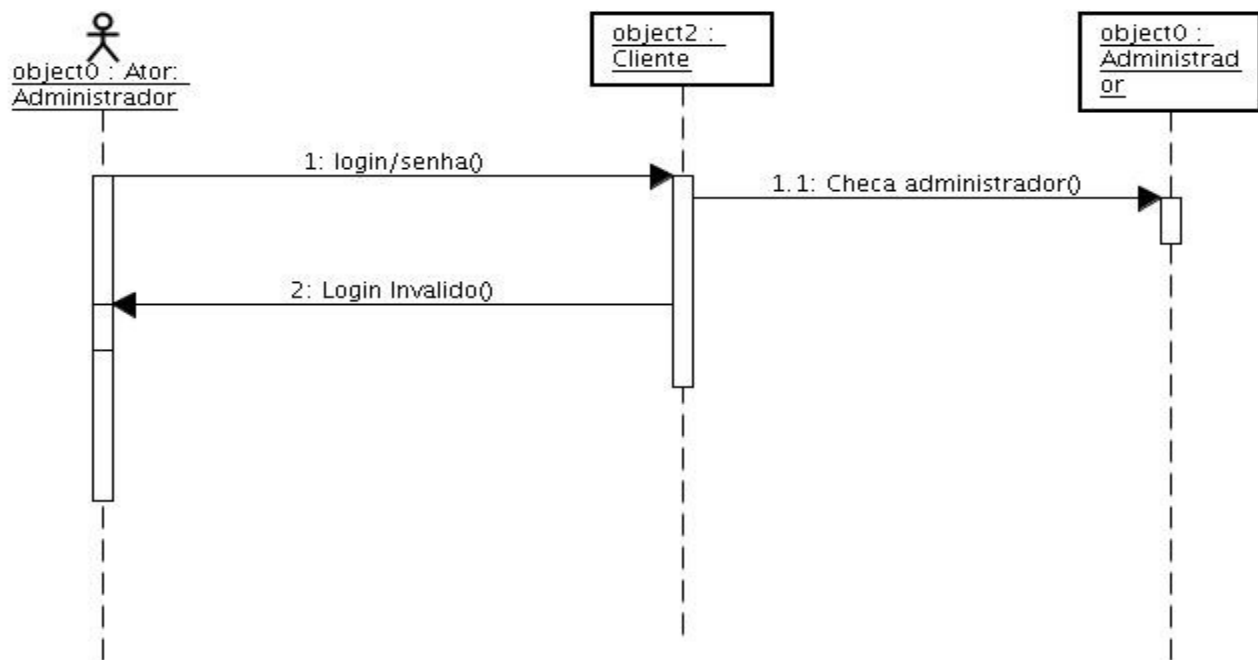 object0 : Ator:
Administrador
object2 :
Cliente
object0 :
Administrad
or
1: login/senha()
1.1: Checa administrador()
2: Login Invalido()